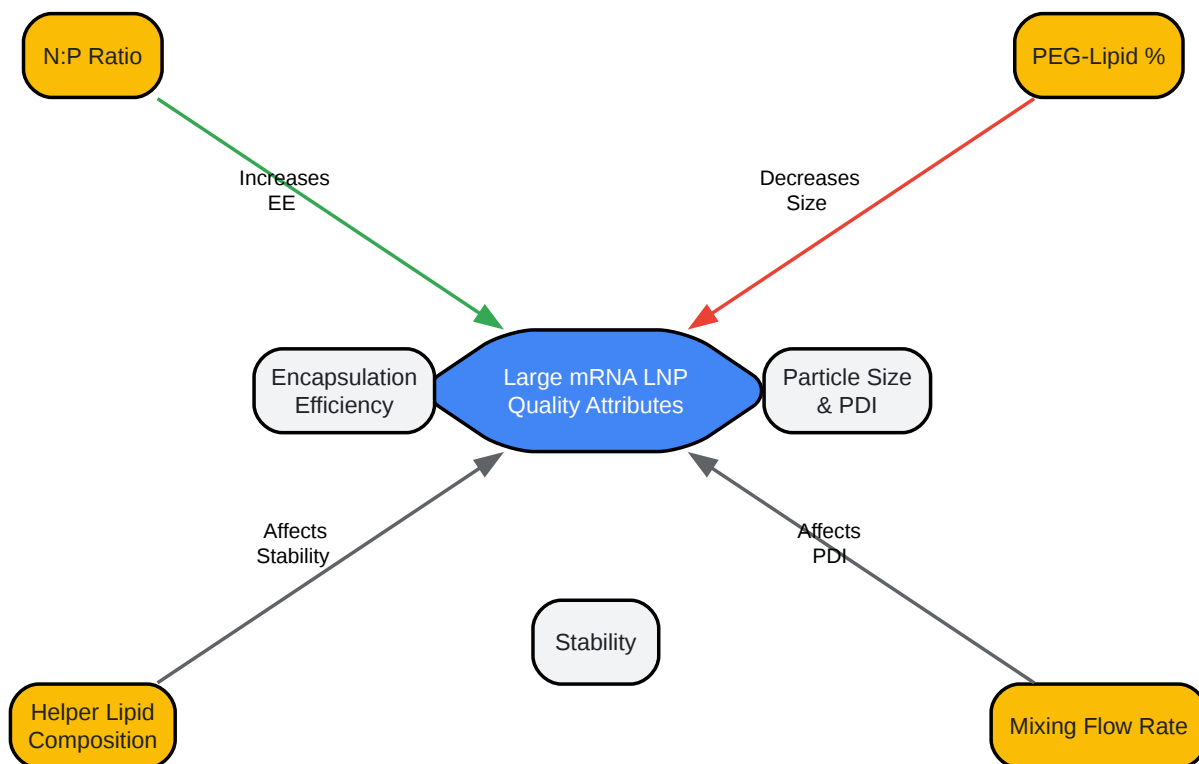 N:P Ratio
PEG-Lipid %
Increases
EE
Decreases
Size
Encapsulation
Efficiency
Large mRNA LNP
Quality Attributes
Particle Size
& PDI
Affects
Stability
Affects
PDI
Stability
Helper Lipid
Composition
Mixing Flow Rate